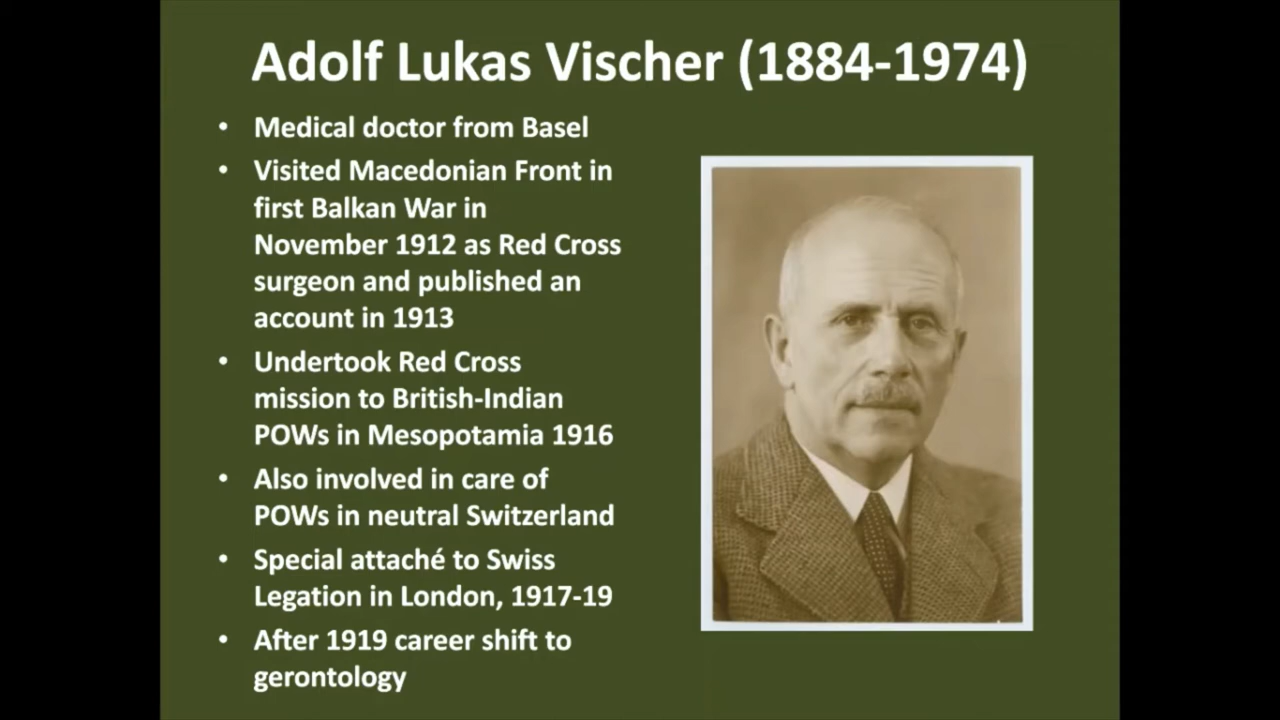 Adolf Lukas Vischer (1884-1974)
• Medical doctor from Basel
• Visited Macedonian Front in
first Balkan War in
November 1912 as Red Cross
surgeon and published an
account in 1913
• Undertook Red Cross
mission to British-Indian
POWs in Mesopotamia 1916
• Also involved in care of
POWs in neutral Switzerland
• Special attaché to Swiss
Legation in London, 1917-19
• After 1919 career shift to
gerontology